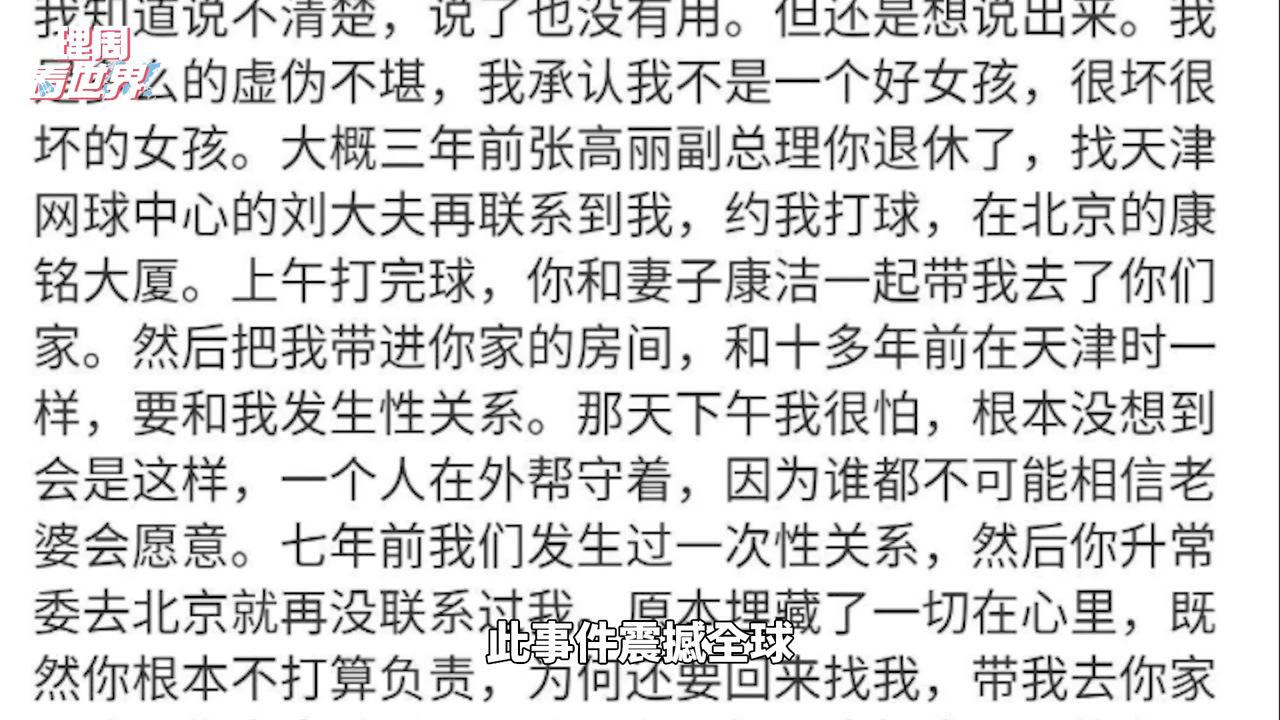 我知道说不清楚，说了也没有用。但还是想说出来。我
么的虚伪不堪，我承认我不是一个好女孩，很坏很
坏的女孩。大概三年前张高丽副总理你退休了，找天津
网球中心的刘大夫再联系到我，约我打球，在北京的康
铭大厦。上午打完球，你和妻子康洁一起带我去了你们
家。然后把我带进你家的房间，和十多年前在天津时一
样，要和我发生性关系。那天下午我很怕，根本没想到
会是这样，一个人在外帮守着，因为谁都不可能相信老
婆会愿意。七年前我们发生过一次性关系，然后你升常
委去北京就再没联系过我。原本埋藏了一切在心里，既
然你根本不打算负责，为何还要回来找我，带我去你家
理周
看世界!
此事件震撼全球